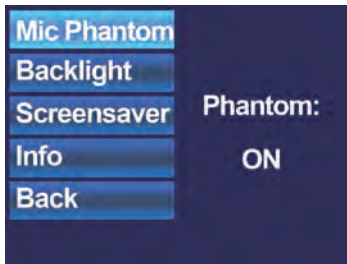 Mic Phantom
Backlight
Screensaver
Info
Back
Phantom:
ON